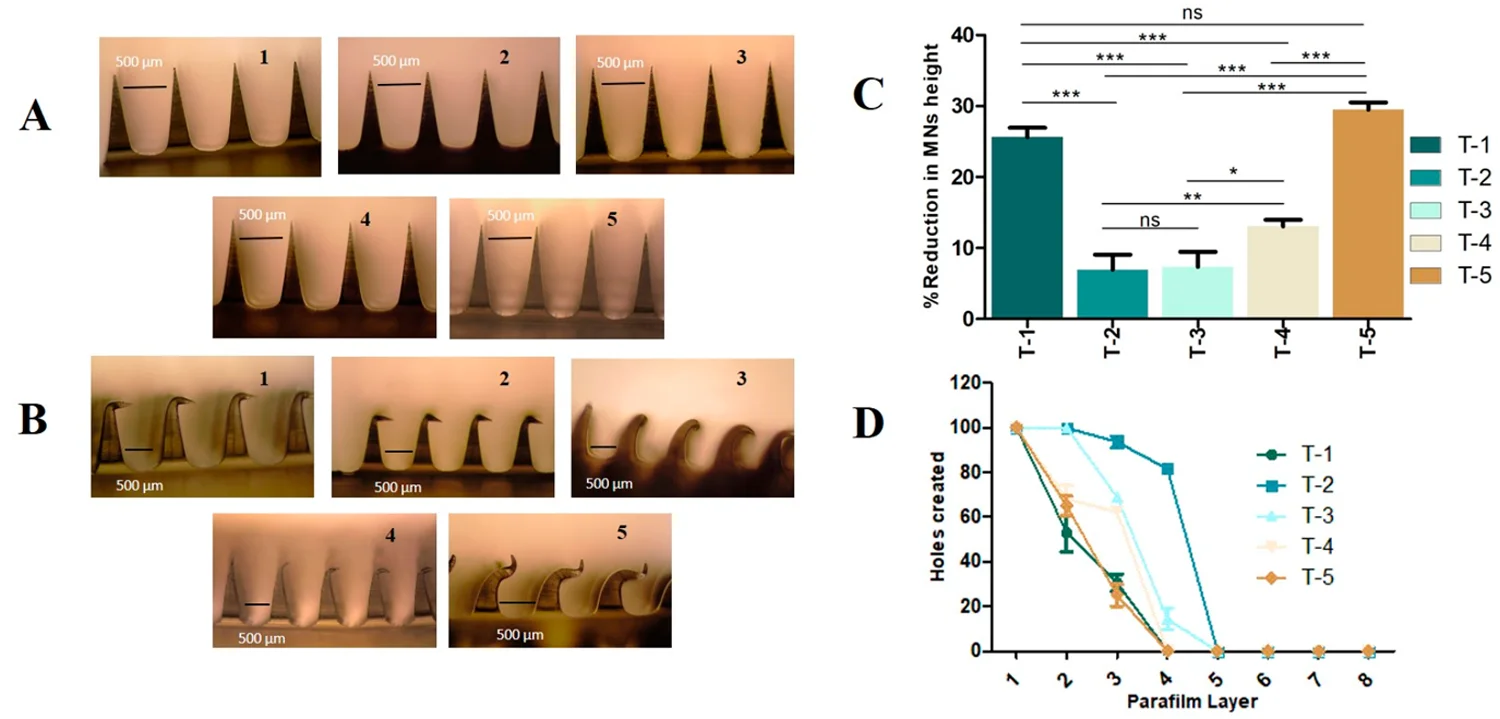 A
500 µm 1
500 µm 2
500 µm 3
500 µm 4
500 µm 5
B
1
500 µm
2
500 µm
3
500 µm
4
500 µm
5
500 µm
C
%Reduction in MNs height
40
30
20
10
0
ns
***
*** ***
***
***
***
*
**
ns
T-1 T-2 T-3 T-4 T-5
T-1
T-2
T-3
T-4
T-5
D
Holes created
120
100
80
60
40
20
0
T-1
T-2
T-3
T-4
T-5
1 2 3 4 5 6 7 8
Parafilm Layer